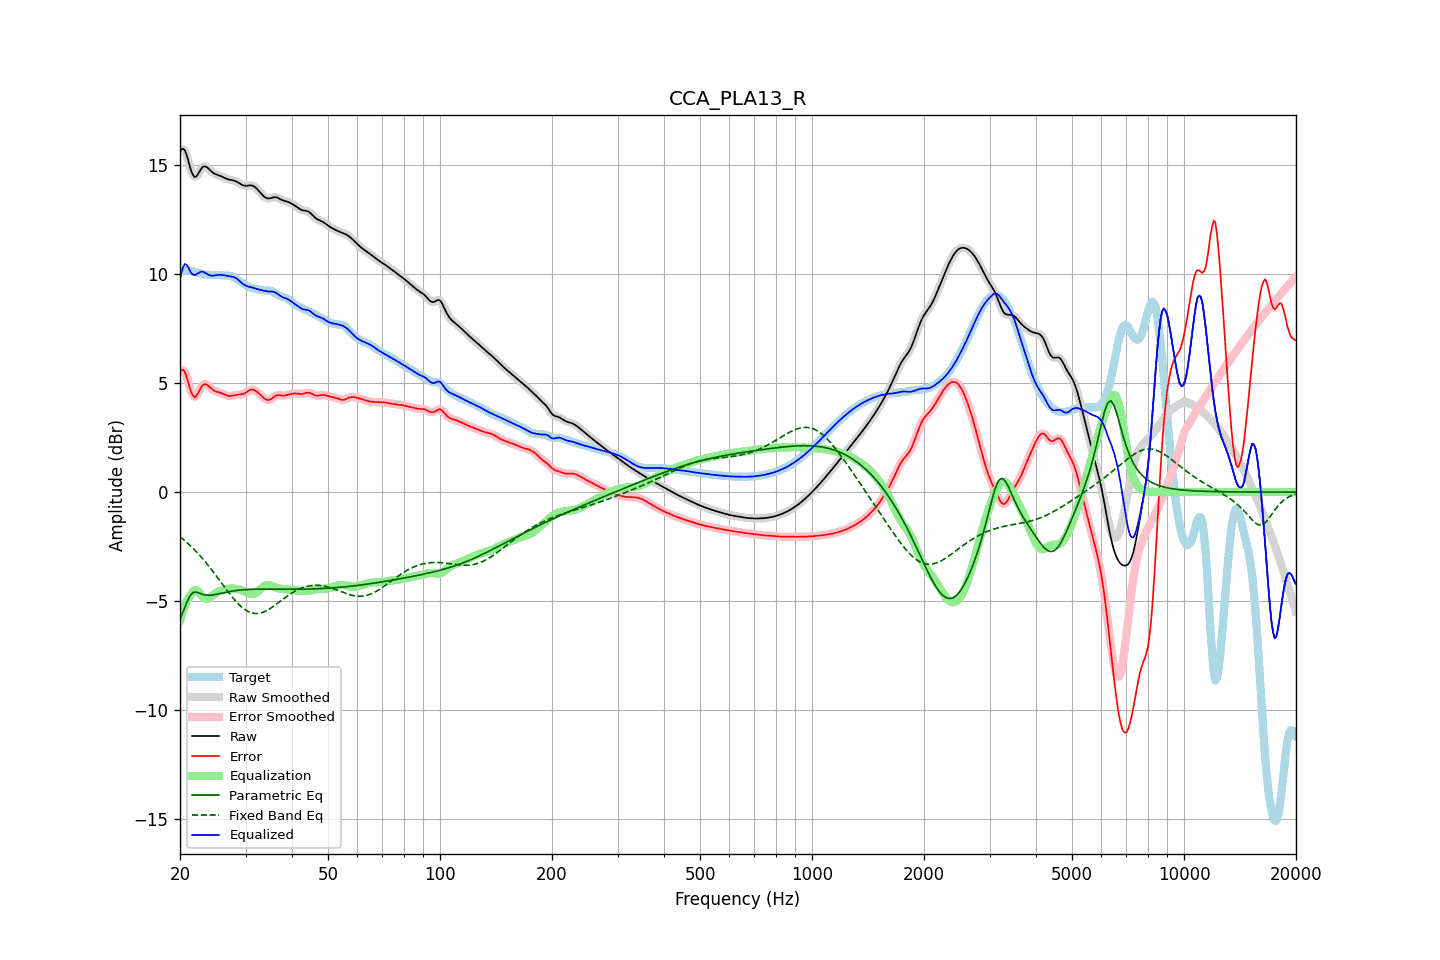 CCA_PLA13_R
Amplitude (dBr)
15
10
5
0
−5
−10
−15
Target
Raw Smoothed
Error Smoothed
Raw
Error
Equalization
Parametric Eq
Fixed Band Eq
Equalized
20
50
100
200
500
1000
2000
5000
10000
20000
Frequency (Hz)